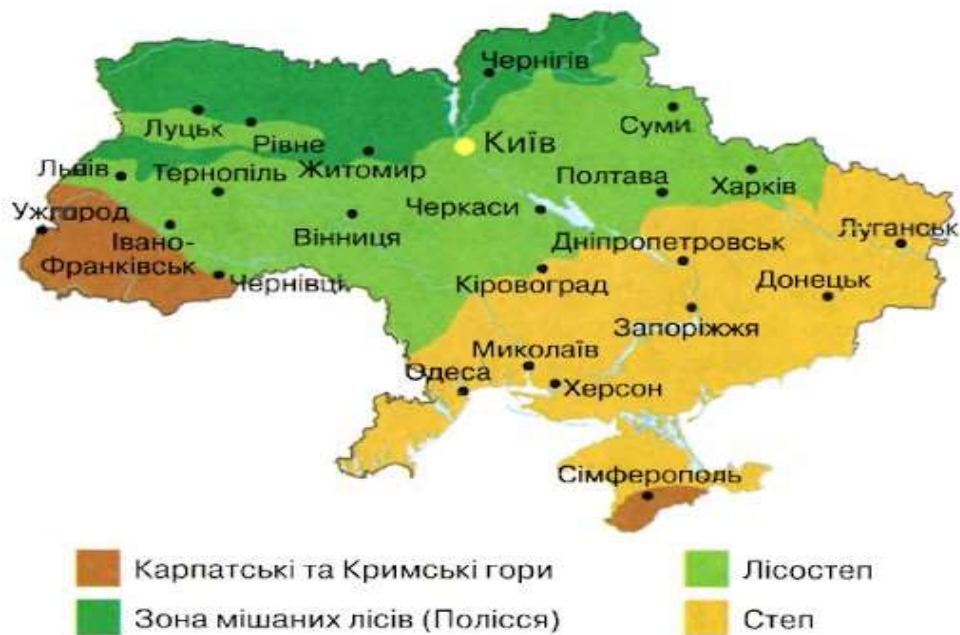 Чернігів
Луцьк
Рівне
Суми
Київ
Львів
Тернопіль
Житомир
Полтава
Харків
Ужгород
Івано-
Франківськ
Вінниця
Черкаси
Дніпропетровськ
Луганськ
Чернівці
Кіровоград
Донецьк
Запоріжжя
Миколаїв
Одеса
Херсон
Сімферополь
Карпатські та Кримські гори
Лісостеп
Зона мішаних лісів (Полісся)
Степ